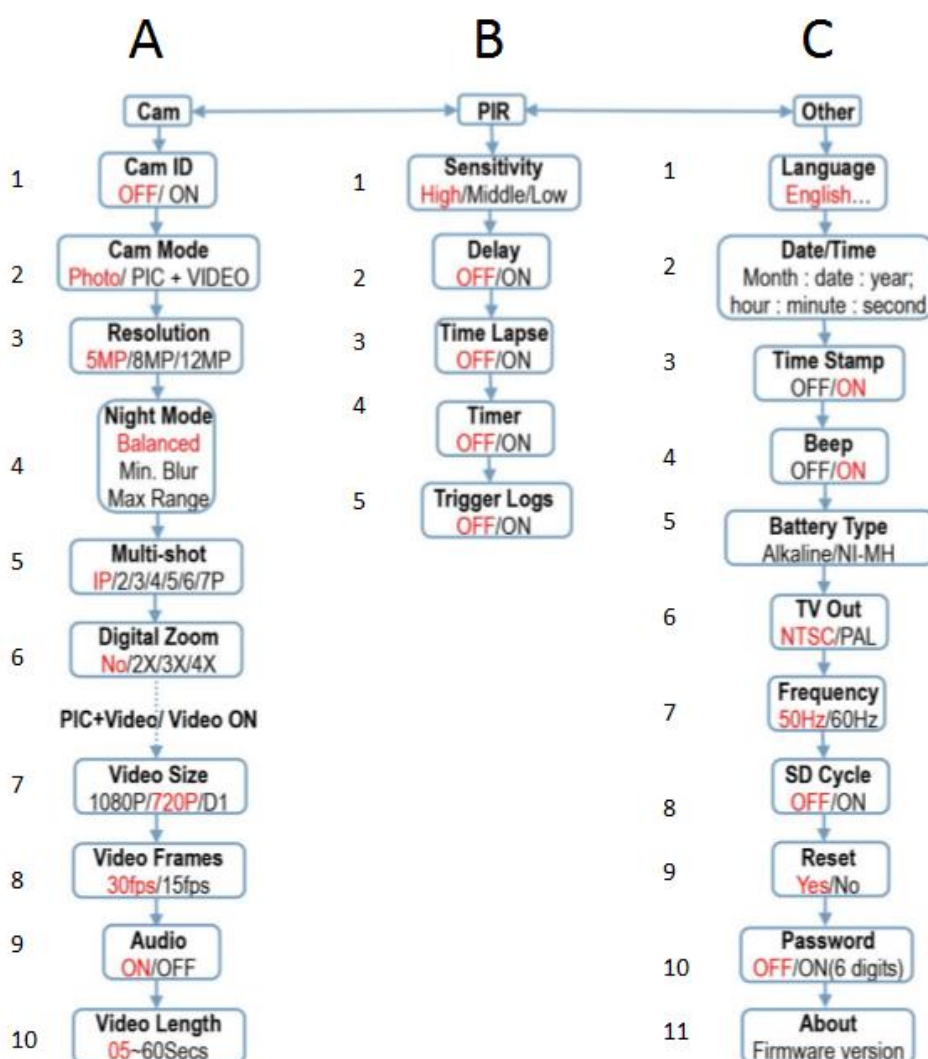 A
B
C
Cam
PIR
Other
1
Cam ID
OFF/ ON
2
Cam Mode
Photo/ PIC + VIDEO
3
Resolution
5MP/8MP/12MP
4
Night Mode
Balanced
Min. Blur
Max Range
5
Multi-shot
IP/2/3/4/5/6/7P
6
Digital Zoom
No/2X/3X/4X
PIC+Video/ Video ON
7
Video Size
1080P/720P/D1
8
Video Frames
30fps/15fps
9
Audio
ON/OFF
10
Video Length
05~60Secs
1
Sensitivity
High/Middle/Low
2
Delay
OFF/ON
3
Time Lapse
OFF/ON
4
Timer
OFF/ON
5
Trigger Logs
OFF/ON
1
Language
English...
2
Date/Time
Month : date : year;
hour : minute : second
3
Time Stamp
OFF/ON
4
Beep
OFF/ON
5
Battery Type
Alkaline/NI-MH
6
TV Out
NTSC/PAL
7
Frequency
50Hz/60Hz
8
SD Cycle
OFF/ON
9
Reset
Yes/No
10
Password
OFF/ON(6 digits)
11
About
Firmware version